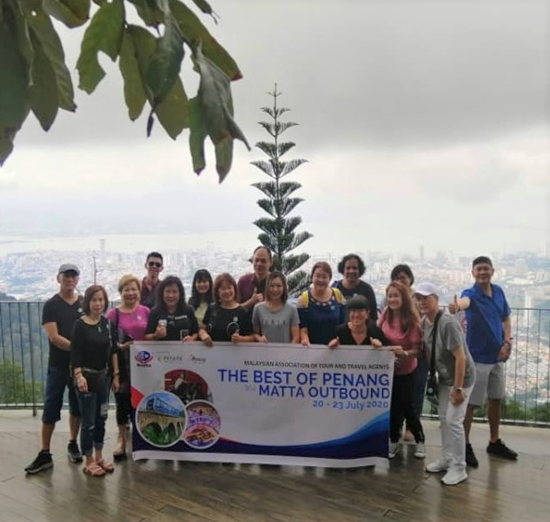 MALAYSIAN ASSOCIATION OF TOUR AND TRAVEL AGENTS
THE BEST OF PENANG
MATTA OUTBOUND
20 - 23 JULY 2020